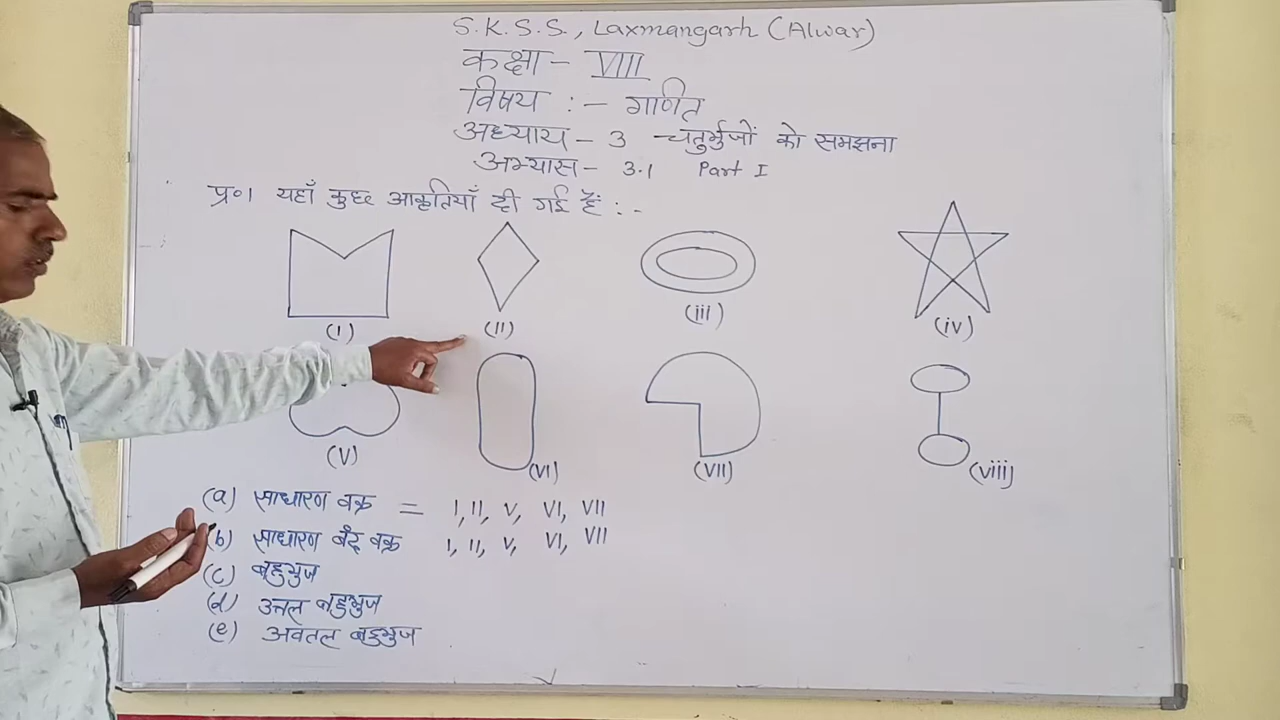 S.K.S.S., Laxmangarh (Alwar)
कक्षा - VIII
विषय :- गणित
अध्याय - 3 - चतुर्भुजों को समझना
अभ्यास - 3.1 Part I
प्र०1 यहाँ कुछ आकृतियाँ दी गई हैं :-
(I) (II) (iii) (iv)
(V) (VI) (VII) (viii)
(a) साधारण वक्र = I, II, V, VI, VII
(b) साधारण बंद वक्र I, II, V, VI, VII
(c) बहुभुज
(d) उत्तल बहुभुज
(e) अवतल बहुभुज